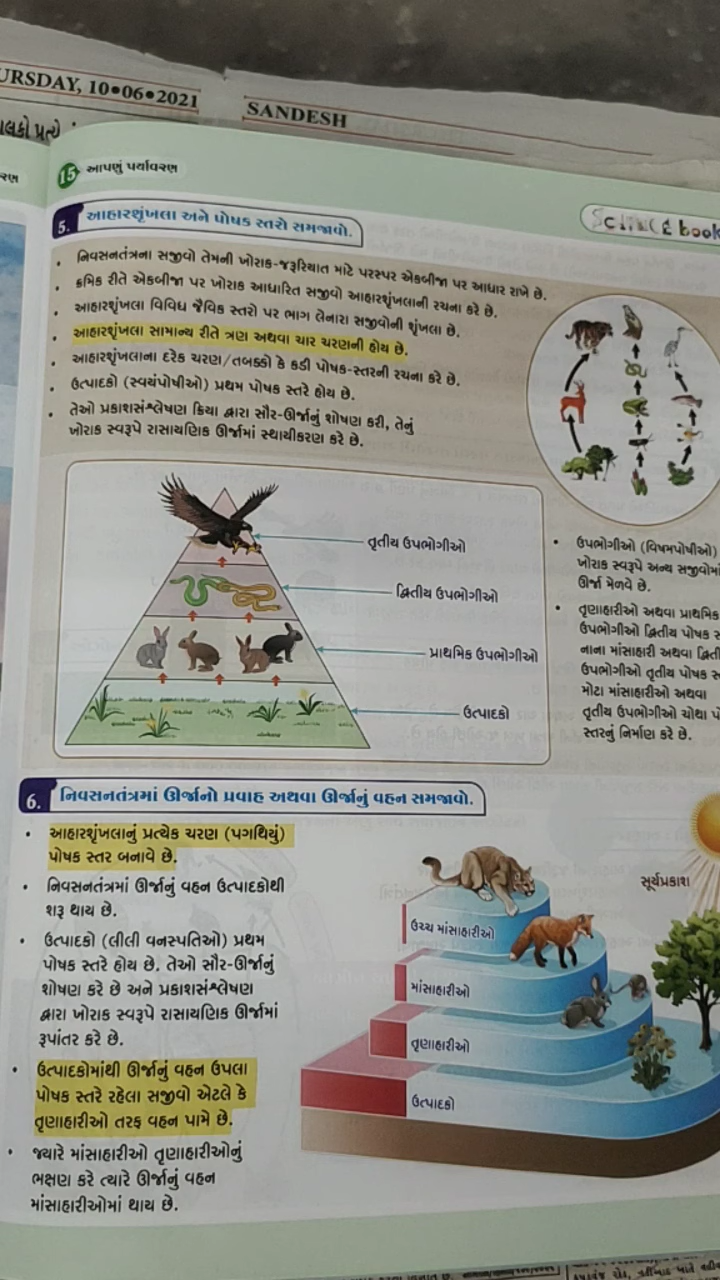 URSDAY, 10•06•2021
SANDESH
15 આપણું પર્યાવરણ
Science book
5. આહારશૃંખલા અને પોષક સ્તરો સમજાવો.
• નિવસનતંત્રના સજીવો તેમની ખોરાક-જરૂરિયાત માટે પરસ્પર એકબીજા પર આધાર રાખે છે.
• ક્રમિક રીતે એકબીજા પર ખોરાક આધારિત સજીવો આહારશૃંખલાની રચના કરે છે.
• આહારશૃંખલા વિવિધ જૈવિક સ્તરો પર ભાગ લેનારા સજીવોની શૃંખલા છે.
• આહારશૃંખલા સામાન્ય રીતે ત્રણ અથવા ચાર ચરણની હોય છે.
• આહારશૃંખલાના દરેક ચરણ/તબક્કો કે કડી પોષક-સ્તરની રચના કરે છે.
• ઉત્પાદકો (સ્વયંપોષીઓ) પ્રથમ પોષક સ્તરે હોય છે.
• તેઓ પ્રકાશસંશ્લેષણ ક્રિયા દ્વારા સૌર-ઊર્જાનું શોષણ કરી, તેનું
ખોરાક સ્વરૂપે રાસાયણિક ઊર્જામાં સ્થાયીકરણ કરે છે.
તૃતીય ઉપભોગીઓ
દ્વિતીય ઉપભોગીઓ
પ્રાથમિક ઉપભોગીઓ
ઉત્પાદકો
• ઉપભોગીઓ (વિષમપોષીઓ)
ખોરાક સ્વરૂપે અન્ય સજીવોમાં
ઊર્જા મેળવે છે.
• તૃણાહારીઓ અથવા પ્રાથમિક
ઉપભોગીઓ દ્વિતીય પોષક સ
નાના માંસાહારી અથવા દ્વિતી
ઉપભોગીઓ તૃતીય પોષક સ્ત
મોટા માંસાહારીઓ અથવા
તૃતીય ઉપભોગીઓ ચોથા પો
સ્તરનું નિર્માણ કરે છે.
6. નિવસનતંત્રમાં ઊર્જાનો પ્રવાહ અથવા ઊર્જાનું વહન સમજાવો.
• આહારશૃંખલાનું પ્રત્યેક ચરણ (પગથિયું)
પોષક સ્તર બનાવે છે.
• નિવસનતંત્રમાં ઊર્જાનું વહન ઉત્પાદકોથી
શરૂ થાય છે.
• ઉત્પાદકો (લીલી વનસ્પતિઓ) પ્રથમ
પોષક સ્તરે હોય છે. તેઓ સૌર-ઊર્જાનું
શોષણ કરે છે અને પ્રકાશસંશ્લેષણ
દ્વારા ખોરાક સ્વરૂપે રાસાયણિક ઊર્જામાં
રૂપાંતર કરે છે.
• ઉત્પાદકોમાંથી ઊર્જાનું વહન ઉપલા
પોષક સ્તરે રહેલા સજીવો એટલે કે
તૃણાહારીઓ તરફ વહન પામે છે.
• જ્યારે માંસાહારીઓ તૃણાહારીઓનું
ભક્ષણ કરે ત્યારે ઊર્જાનું વહન
માંસાહારીઓમાં થાય છે.
સૂર્યપ્રકાશ
ઉચ્ચ માંસાહારીઓ
માંસાહારીઓ
તૃણાહારીઓ
ઉત્પાદકો